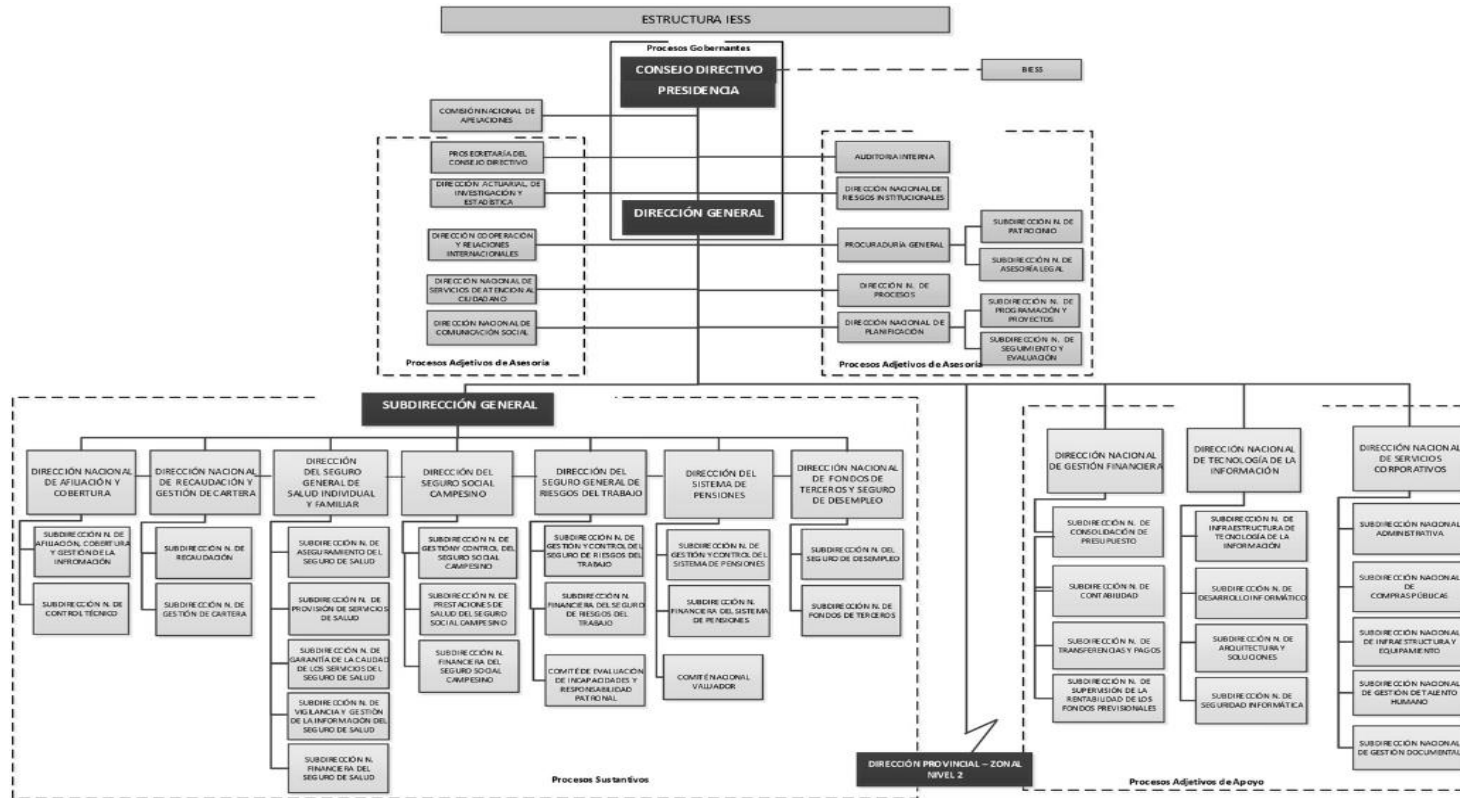 ESTRUCTURA IESS
Procesos Gobernantes
CONSEJO DIRECTIVO
PRESIDENCIA
BIESS
COMISIÓN NACIONAL DE
APELACIONES
PROSECRETARÍA DEL
CONSEJO DIRECTIVO
AUDITORIA INTERNA
DIRECCIÓN ACTUARIAL, DE
INVESTIGACIÓN Y
ESTADÍSTICA
DIRECCIÓN NACIONAL DE
RIESGOS INSTITUCIONALES
DIRECCIÓN GENERAL
DIRECCIÓN COOPERACIÓN
Y RELACIONES
INTERNACIONALES
PROCURADURÍA GENERAL
SUBDIRECCIÓN N. DE
PATROCINIO
SUBDIRECCIÓN N. DE
ASESORÍA LEGAL
DIRECCIÓN NACIONAL DE
SERVICIOS DE ATENCION AL
CIUDADANO
DIRECCIÓN N. DE
PROCESOS
DIRECCIÓN NACIONAL DE
COMUNICACIÓN SOCIAL
DIRECCIÓN NACIONAL DE
PLANIFICACIÓN
SUBDIRECCIÓN N. DE
PROGRAMACIÓN Y
PROYECTOS
SUBDIRECCIÓN N. DE
SEGUIMIENTO Y
EVALUACIÓN
Procesos Adjetivos de Asesoría
Procesos Adjetivos de Asesoría
SUBDIRECCIÓN GENERAL
DIRECCIÓN NACIONAL
DE AFILIACIÓN Y
COBERTURA
SUBDIRECCIÓN N. DE
AFILIACIÓN, COBERTURA
Y GESTIÓN DE LA
INFROMACIÓN
SUBDIRECCIÓN N. DE
CONTROL TÉCNICO
DIRECCIÓN NACIONAL
DE RECAUDACIÓN Y
GESTIÓN DE CARTERA
SUBDIRECCIÓN N. DE
RECAUDACIÓN
SUBDIRECCIÓN N. DE
GESTIÓN DE CARTERA
DIRECCIÓN
DEL SEGURO
GENERAL DE
SALUD INDIVIDUAL
Y FAMILIAR
SUBDIRECCIÓN N. DE
ASEGURAMIENTO DEL
SEGURO DE SALUD
SUBDIRECCIÓN N. DE
PROVISIÓN DE SERVICIOS
DE SALUD
SUBDIRECCIÓN N. DE
GARANTÍA DE LA CALIDAD
DE LOS SERVICIOS DEL
SEGURO DE SALUD
SUBDIRECCIÓN N. DE
VIGILANCIA Y GESTIÓN
DE LA INFORMACIÓN DEL
SEGURO DE SALUD
SUBDIRECCIÓN N.
FINANCIERA DEL
SEGURO DE SALUD
DIRECCIÓN DEL
SEGURO SOCIAL
CAMPESINO
SUBDIRECCIÓN N. DE
GESTIONY CONTROL DEL
SEGURO SOCIAL
CAMPESINO
SUBDIRECCIÓN N. DE
PRESTACIONES DE
SALUD DEL SEGURO
SOCIAL CAMPESINO
SUBDIRECCIÓN N.
FINANCIERA DEL
SEGURO SOCIAL
CAMPESINO
DIRECCIÓN DEL
SEGURO GENERAL DE
RIESGOS DEL TRABAJO
SUBDIRECCIÓN N. DE
GESTIÓN Y CONTROL DEL
SEGURO DE RIESGOS DEL
TRABAJO
SUBDIRECCIÓN N.
FINANCIERA DEL SEGURO
DE RIESGOS DEL
TRABAJO
COMITÉ DE EVALUACIÓN
DE INCAPACIDADES Y
RESPONSABILIDAD
PATRONAL
DIRECCIÓN DEL
SISTEMA DE
PENSIONES
SUBDIRECCIÓN N. DE
GESTIÓN Y CONTROL DEL
SISTEMA DE PENSIONES
SUBDIRECCIÓN N.
FINANCIERA DEL SISTEMA
DE PENSIONES
COMITÉ NACIONAL
VALUADOR
DIRECCIÓN NACIONAL
DE FONDOS DE
TERCEROS Y SEGURO
DE DESEMPLEO
SUBDIRECCIÓN N. DEL
SEGURO DE DESEMPLEO
SUBDIRECCIÓN N. DE
FONDOS DE TERCEROS
Procesos Sustantivos
DIRECCIÓN PROVINCIAL – ZONAL
NIVEL 2
DIRECCIÓN NACIONAL
DE GESTIÓN FINANCIERA
SUBDIRECCIÓN N. DE
CONSOLIDACIÓN DE
PRESUPUESTO
SUBDIRECCIÓN N. DE
CONTABILIDAD
SUBDIRECCIÓN N. DE
TRANSFERENCIAS Y PAGOS
SUBDIRECCIÓN N. DE
SUPERVISIÓN DE LA
RENTABILIDAD DE LOS
FONDOS PREVISIONALES
DIRECCIÓN NACIONAL
DE TECNOLOGÍA DE LA
INFORMACIÓN
SUBDIRECCIÓN N. DE
INFRAESTRUCTURA DE
TECNOLOGÍA DE LA
INFORMACIÓN
SUBDIRECCIÓN N. DE
DESARROLLO INFORMÁTICO
SUBDIRECCIÓN N. DE
ARQUITECTURA Y
SOLUCIONES
SUBDIRECCIÓN N. DE
SEGURIDAD INFORMÁTICA
DIRECCIÓN NACIONAL
DE SERVICIOS
CORPORATIVOS
SUBDIRECCIÓN NACIONAL
ADMINISTRATIVA
SUBDIRECCIÓN NACIONAL
DE
COMPRAS PÚBLICAS
SUBDIRECCIÓN NACIONAL
DE INFRAESTRUCTURA Y
EQUIPAMIENTO
SUBDIRECCIÓN NACIONAL
DE GESTIÓN DE TALENTO
HUMANO
SUBDIRECCIÓN NACIONAL
DE GESTIÓN DOCUMENTAL
Procesos Adjetivos de Apoyo